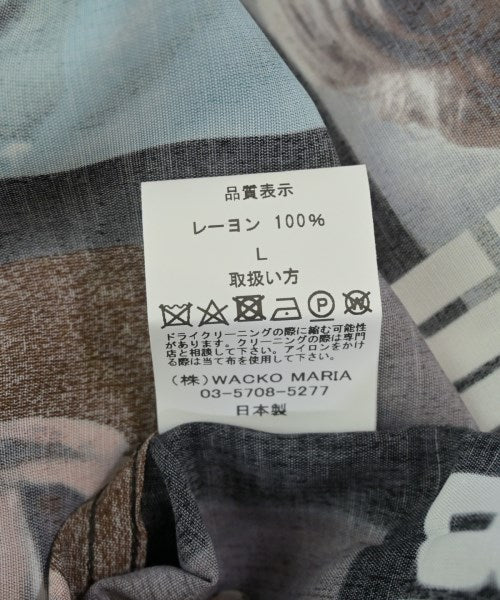 品質表示
レーヨン 100%
L
取扱い方
P W
ドライクリーニングの際に縮む可能性
があります。クリーニングの際は専門
店と相談して下さい。アイロンをかけ
る際は当て布を使用して下さい。
(株)WACKO MARIA
03-5708-5277
日本製